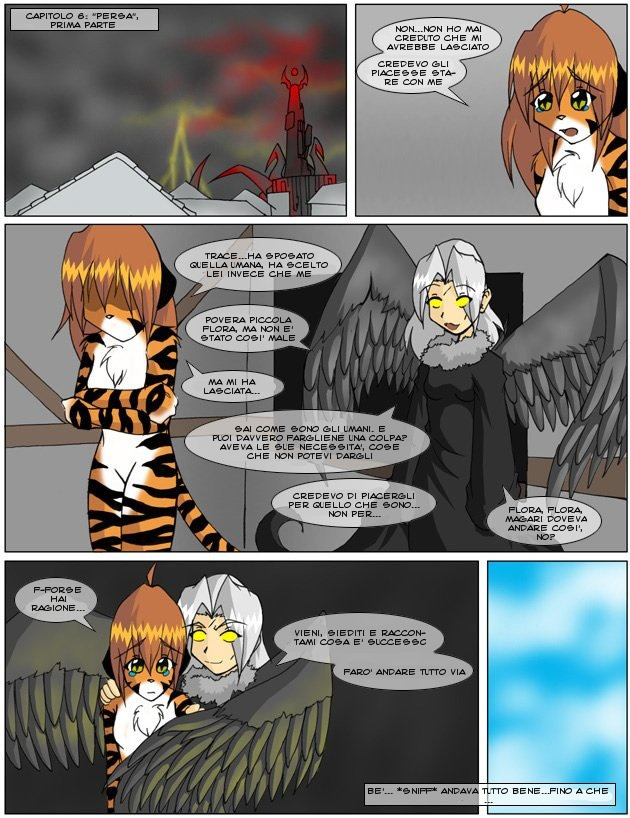 CAPITOLO 6: "PERSA",
PRIMA PARTE
NON...NON HO MAI
CREDUTO CHE MI
AVREBBE LASCIATO
CREDEVO GLI
PIACESSE STA-
RE CON ME
TRACE...HA SPOSATO
QUELLA UMANA, HA SCELTO
LEI INVECE CHE ME
POVERA PICCOLA
FLORA, MA NON E'
STATO COSI' MALE
MA MI HA
LASCIATA...
SAI COME SONO GLI UMANI. E
PUOI DAVVERO FARGLIENE UNA COLPA?
AVEVA LE SUE NECESSITA', COSE
CHE NON POTEVI DARGLI
CREDEVO DI PIACERGLI
PER QUELLO CHE SONO...
NON PER...
FLORA, FLORA,
MAGARI DOVEVA
ANDARE COSI',
NO?
F-FORSE
HAI
RAGIONE...
VIENI, SIEDITI E RACCON-
TAMI COSA E' SUCCESSO
FARO' ANDARE TUTTO VIA
BE'... *SNIFF* ANDAVA TUTTO BENE...FINO A CHE
...